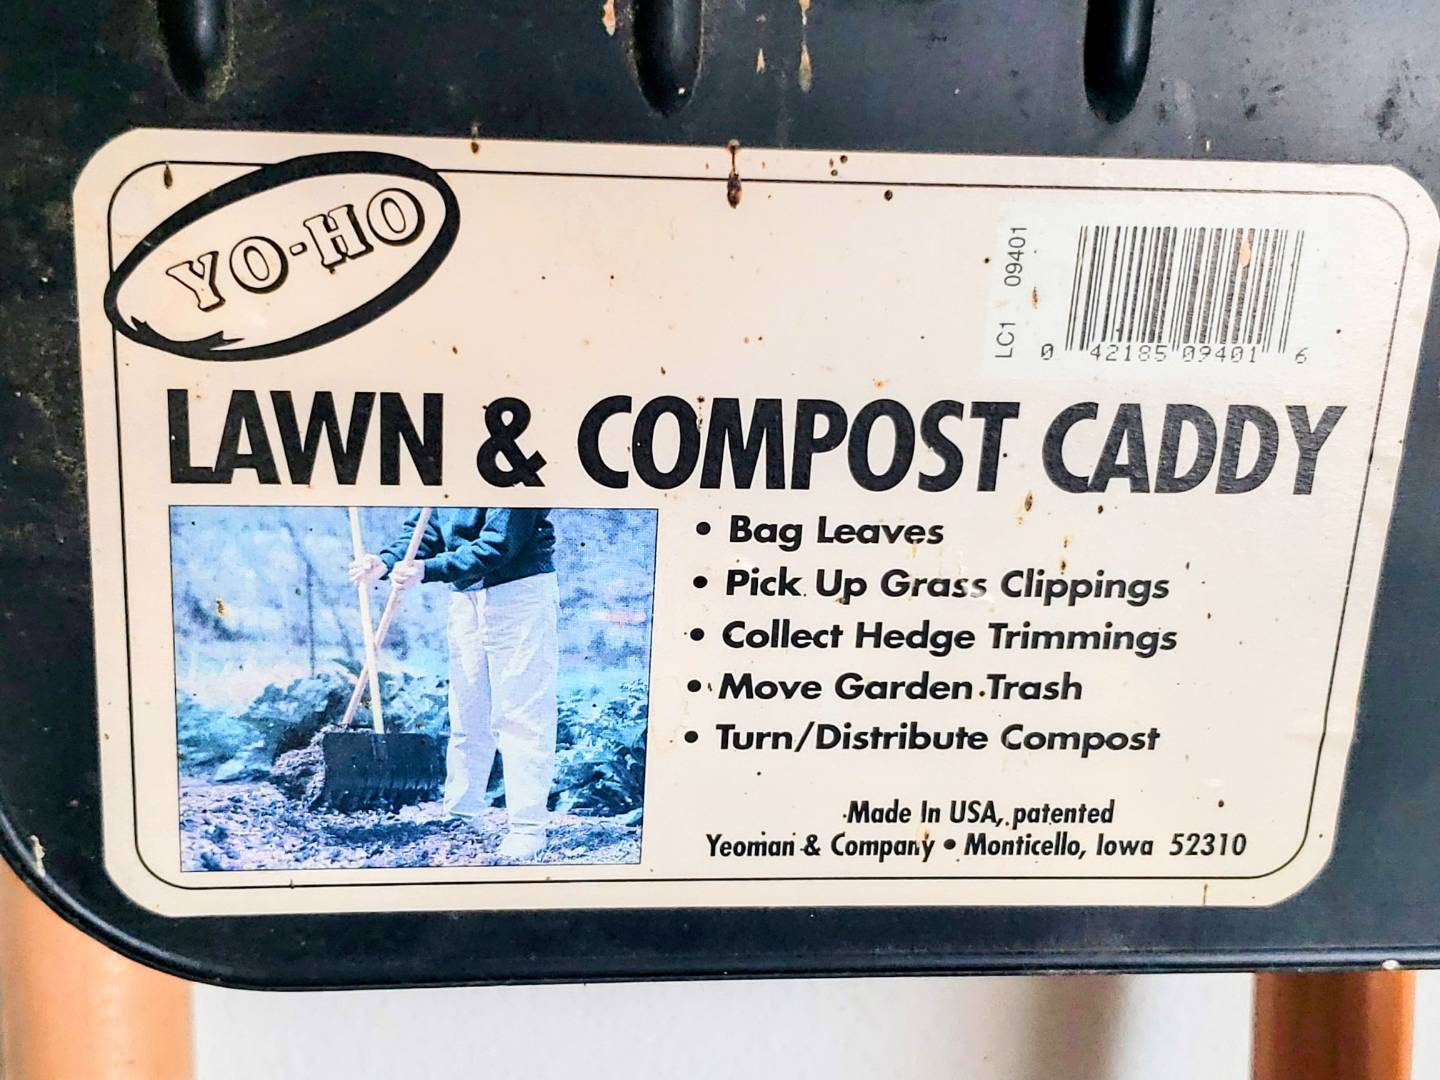 YO-HO
LC1 09401
0 42185 09401 6
LAWN & COMPOST CADDY
• Bag Leaves
• Pick Up Grass Clippings
• Collect Hedge Trimmings
• Move Garden Trash
• Turn/Distribute Compost
Made In USA, patented
Yeoman & Company • Monticello, Iowa 52310